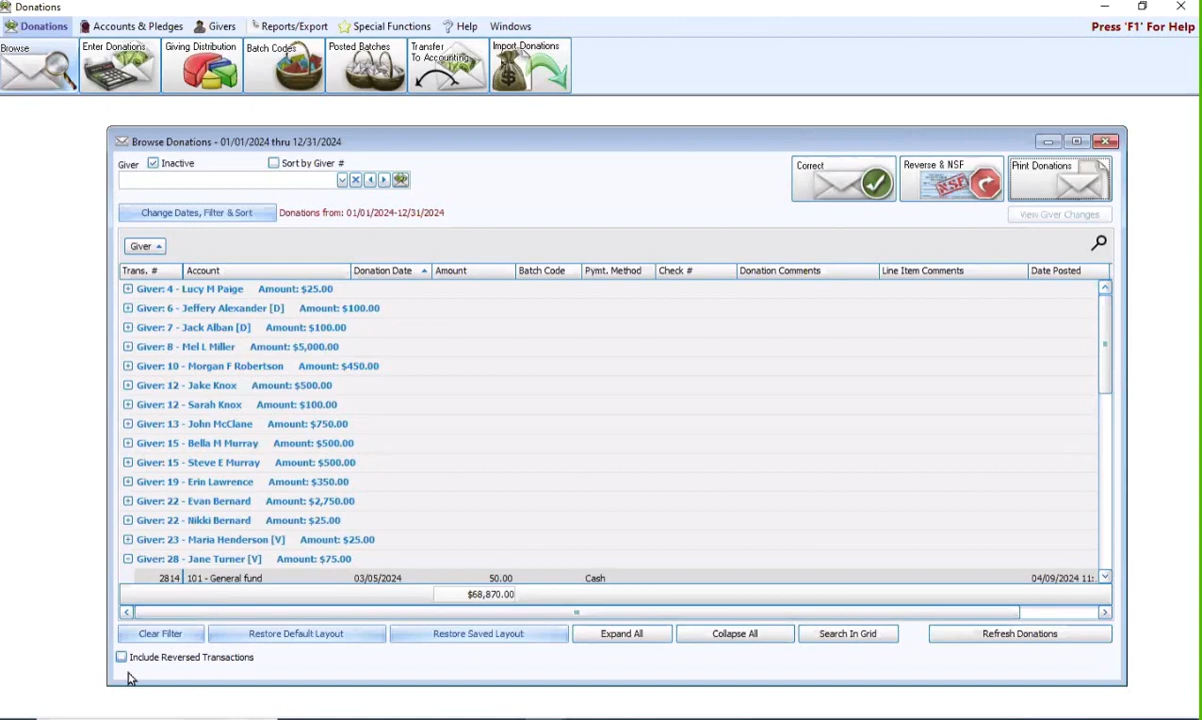 Donations
Donations Accounts & Pledges Givers Reports/Export Special Functions Help Windows Press 'F1' For Help
Browse Enter Donations Giving Distribution Batch Codes Posted Batches Transfer To Accounting Import Donations
Browse Donations - 01/01/2024 thru 12/31/2024
Giver Inactive Sort by Giver #
Correct Reverse & NSF Print Donations
NSF
Change Dates, Filter & Sort Donations from: 01/01/2024-12/31/2024 View Giver Changes
Giver
Trans. # Account Donation Date Amount Batch Code Pymt. Method Check # Donation Comments Line Item Comments Date Posted
Giver: 4 - Lucy M Paige Amount: $25.00
Giver: 6 - Jeffery Alexander [D] Amount: $100.00
Giver: 7 - Jack Alban [D] Amount: $100.00
Giver: 8 - Mel L Miller Amount: $5,000.00
Giver: 10 - Morgan F Robertson Amount: $450.00
Giver: 12 - Jake Knox Amount: $500.00
Giver: 12 - Sarah Knox Amount: $100.00
Giver: 13 - John McClane Amount: $750.00
Giver: 15 - Bella M Murray Amount: $500.00
Giver: 15 - Steve E Murray Amount: $500.00
Giver: 19 - Erin Lawrence Amount: $350.00
Giver: 22 - Evan Bernard Amount: $2,750.00
Giver: 22 - Nikki Bernard Amount: $25.00
Giver: 23 - Maria Henderson [V] Amount: $25.00
Giver: 28 - Jane Turner [V] Amount: $75.00
2814 101 - General fund 03/05/2024 50.00 Cash 04/09/2024 11:
$68,870.00
Clear Filter Restore Default Layout Restore Saved Layout Expand All Collapse All Search In Grid Refresh Donations
Include Reversed Transactions